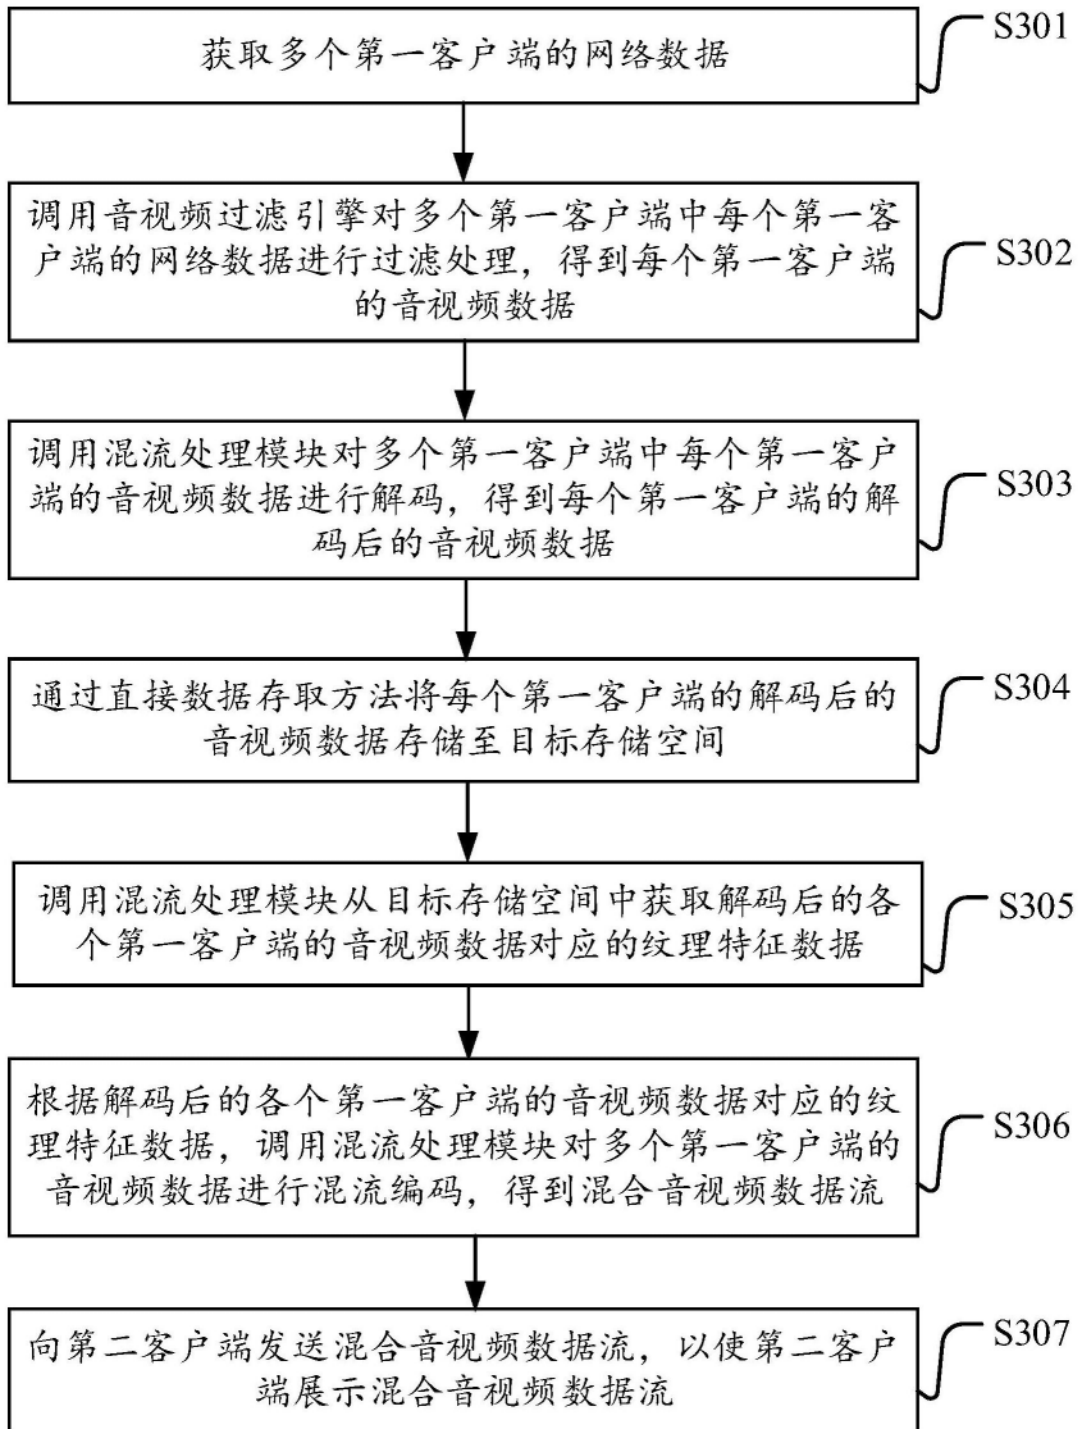 获取多个第一客户端的网络数据
S301
调用音视频过滤引擎对多个第一客户端中每个第一客
户端的网络数据进行过滤处理，得到每个第一客户端
的音视频数据
S302
调用混流处理模块对多个第一客户端中每个第一客户
端的音视频数据进行解码，得到每个第一客户端的解
码后的音视频数据
S303
通过直接数据存取方法将每个第一客户端的解码后的
音视频数据存储至目标存储空间
S304
调用混流处理模块从目标存储空间中获取解码后的各
个第一客户端的音视频数据对应的纹理特征数据
S305
根据解码后的各个第一客户端的音视频数据对应的纹
理特征数据，调用混流处理模块对多个第一客户端的
音视频数据进行混流编码，得到混合音视频数据流
S306
向第二客户端发送混合音视频数据流，以使第二客户
端展示混合音视频数据流
S307